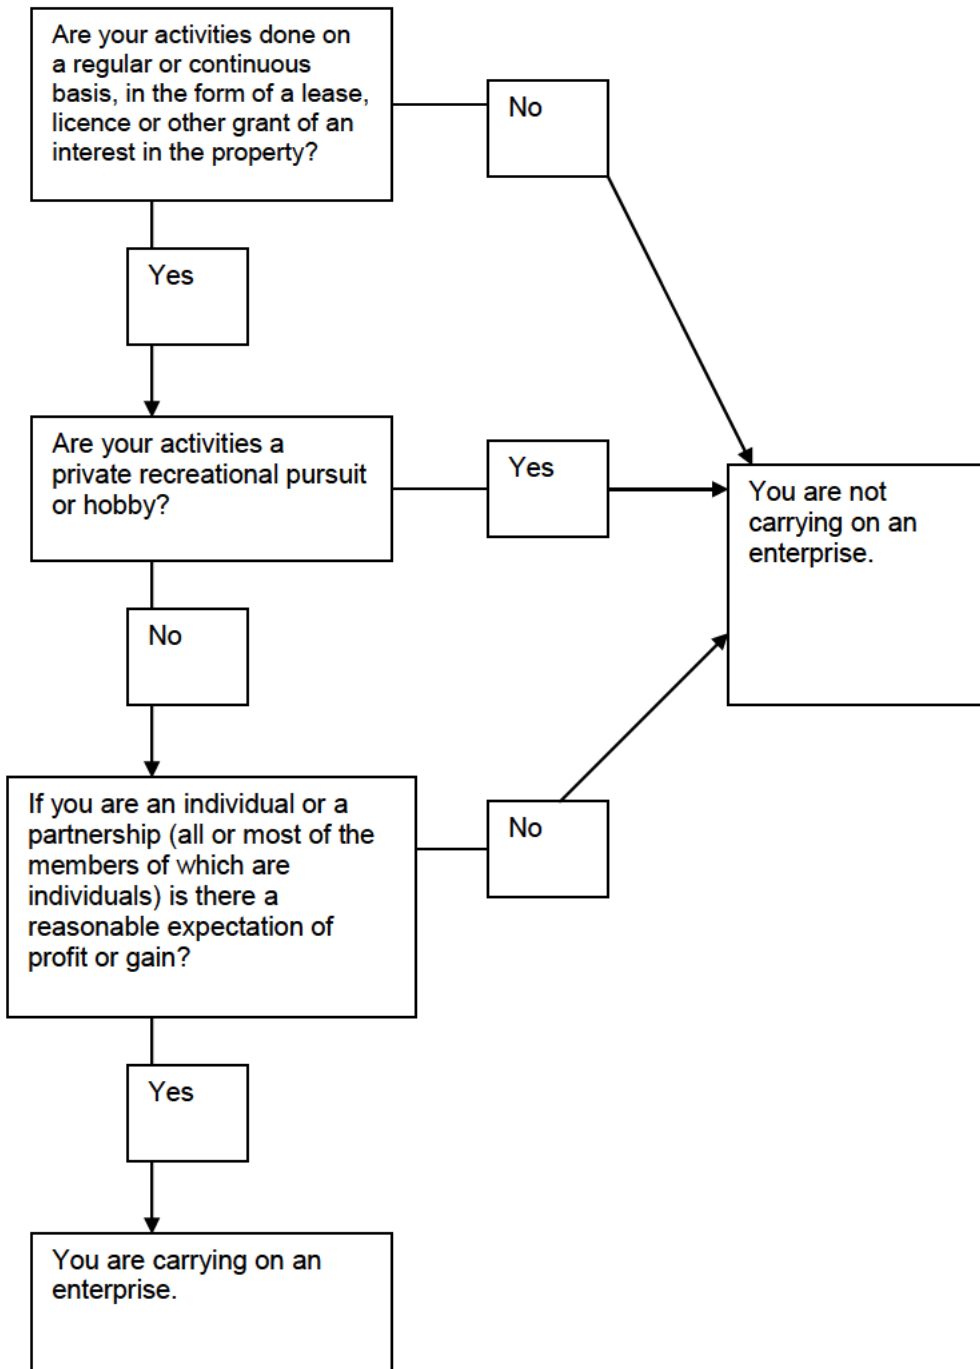 Are your activities done on
a regular or continuous
basis, in the form of a lease,
licence or other grant of an
interest in the property?
No
Yes
Are your activities a
private recreational pursuit
or hobby?
Yes
You are not
carrying on an
enterprise.
No
If you are an individual or a
partnership (all or most of the
members of which are
individuals) is there a
reasonable expectation of
profit or gain?
No
Yes
You are carrying on an
enterprise.